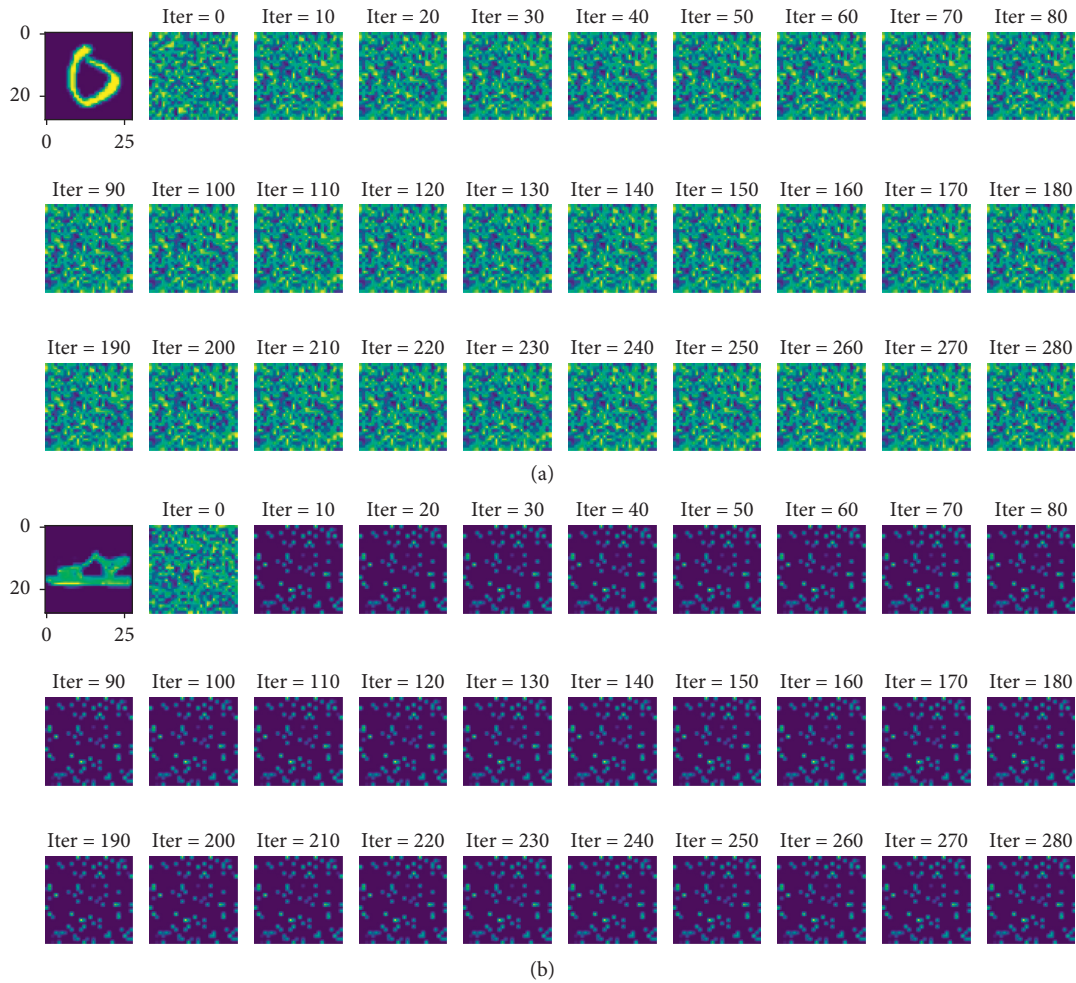 Iter = 0 Iter = 10 Iter = 20 Iter = 30 Iter = 40 Iter = 50 Iter = 60 Iter = 70 Iter = 80
0
20
0 25
Iter = 90 Iter = 100 Iter = 110 Iter = 120 Iter = 130 Iter = 140 Iter = 150 Iter = 160 Iter = 170 Iter = 180
Iter = 190 Iter = 200 Iter = 210 Iter = 220 Iter = 230 Iter = 240 Iter = 250 Iter = 260 Iter = 270 Iter = 280
(a)
Iter = 0 Iter = 10 Iter = 20 Iter = 30 Iter = 40 Iter = 50 Iter = 60 Iter = 70 Iter = 80
0
20
0 25
Iter = 90 Iter = 100 Iter = 110 Iter = 120 Iter = 130 Iter = 140 Iter = 150 Iter = 160 Iter = 170 Iter = 180
Iter = 190 Iter = 200 Iter = 210 Iter = 220 Iter = 230 Iter = 240 Iter = 250 Iter = 260 Iter = 270 Iter = 280
(b)